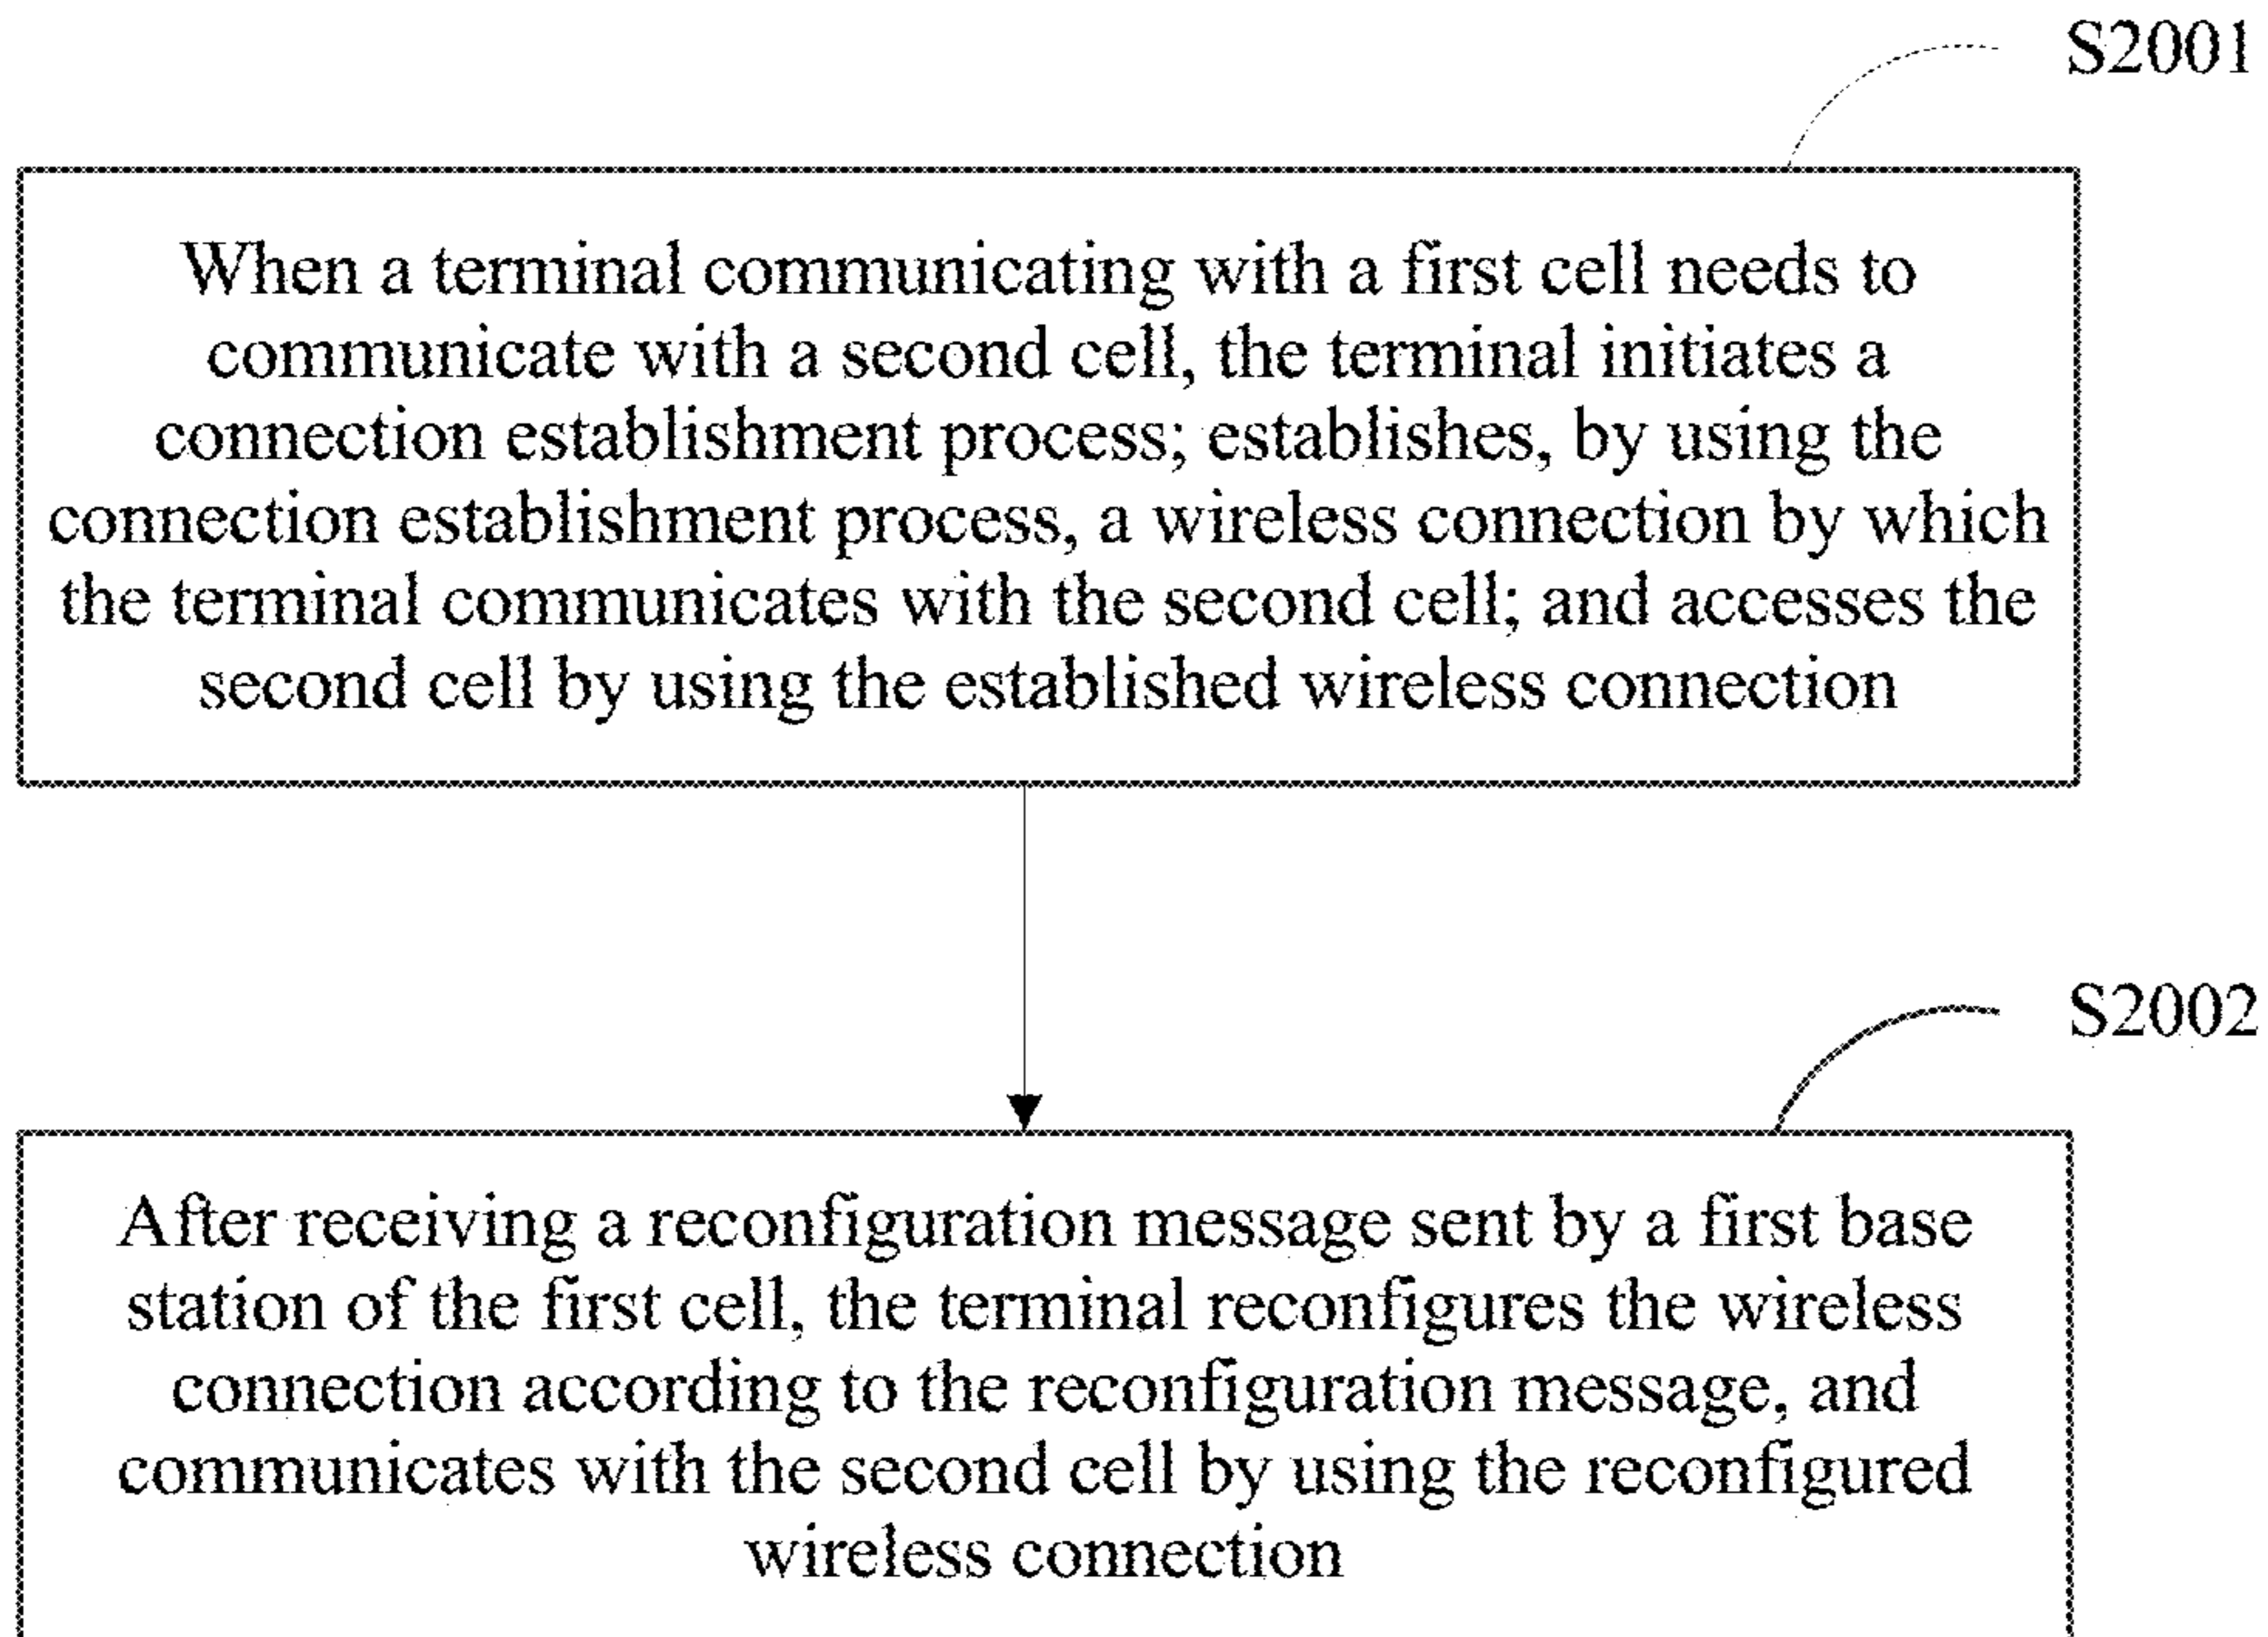 S2001
When a terminal communicating with a first cell needs to
communicate with a second cell, the terminal initiates a
connection establishment process; establishes, by using the
connection establishment process, a wireless connection by which
the terminal communicates with the second cell; and accesses the
second cell by using the established wireless connection
S2002
After receiving a reconfiguration message sent by a first base
station of the first cell, the terminal reconfigures the wireless
connection according to the reconfiguration message, and
communicates with the second cell by using the reconfigured
wireless connection